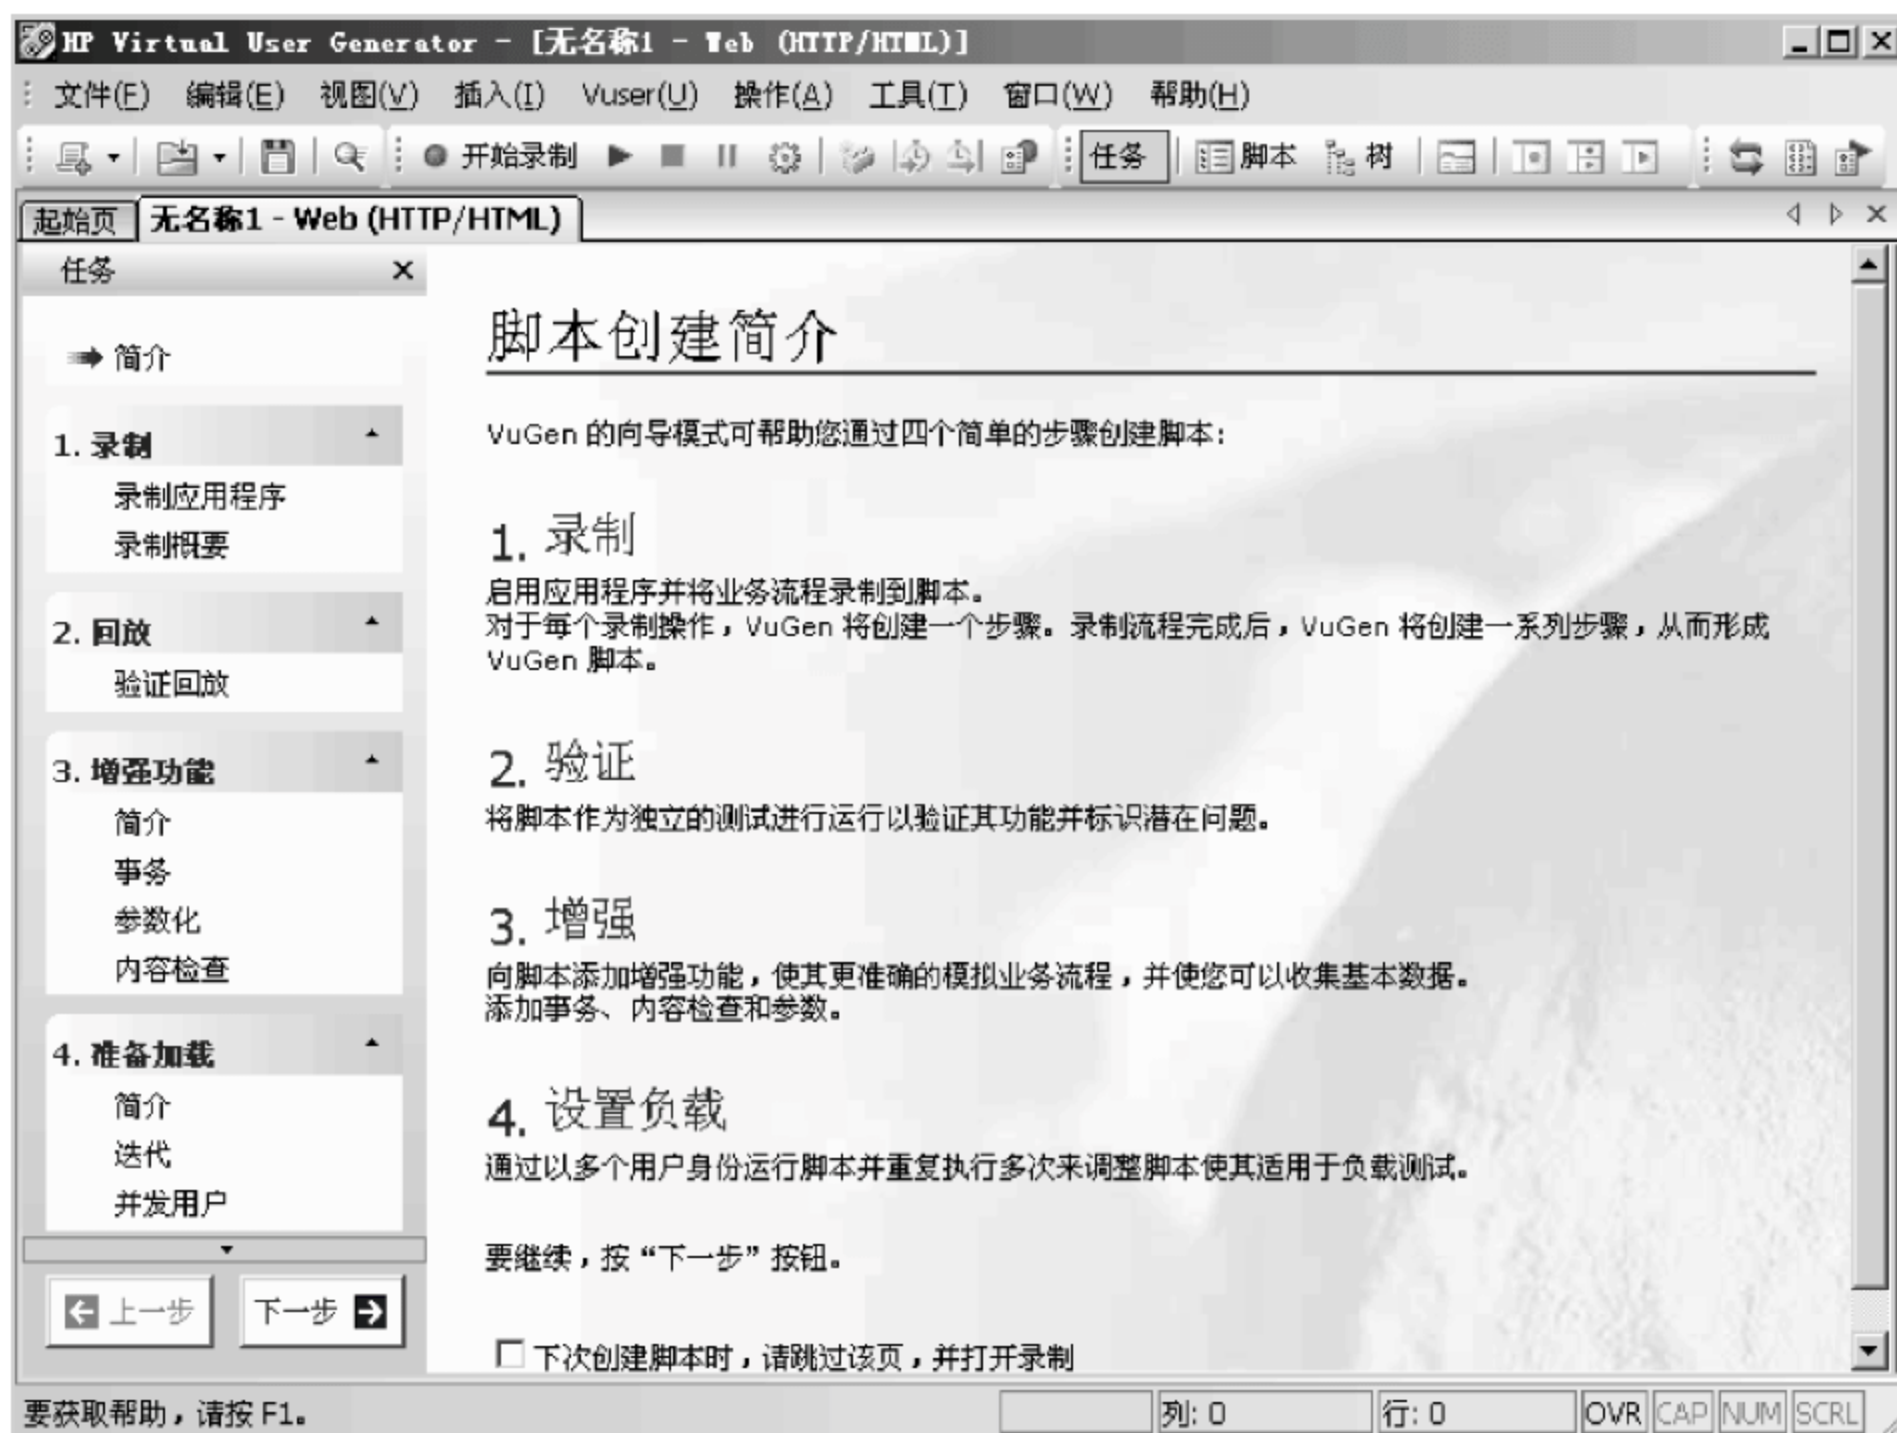 HP Virtual User Generator - [无名称1 - Web (HTTP/HTML)]
文件(F) 编辑(E) 视图(V) 插入(I) Vuser(U) 操作(A) 工具(T) 窗口(W) 帮助(H)
开始录制 任务 脚本 树
起始页 无名称1 - Web (HTTP/HTML)
任务
简介
1. 录制
录制应用程序
录制概要
2. 回放
验证回放
3. 增强功能
简介
事务
参数化
内容检查
4. 准备加载
简介
迭代
并发用户
上一步 下一步
脚本创建简介
VuGen 的向导模式可帮助您通过四个简单的步骤创建脚本:
1. 录制
启用应用程序并将业务流程录制到脚本。
对于每个录制操作，VuGen 将创建一个步骤。录制流程完成后，VuGen 将创建一系列步骤，从而形成
VuGen 脚本。
2. 验证
将脚本作为独立的测试进行运行以验证其功能并标识潜在问题。
3. 增强
向脚本添加增强功能，使其更准确的模拟业务流程，并使您可以收集基本数据。
添加事务、内容检查和参数。
4. 设置负载
通过以多个用户身份运行脚本并重复执行多次来调整脚本使其适用于负载测试。
要继续，按“下一步”按钮。
下次创建脚本时，请跳过该页，并打开录制
要获取帮助，请按 F1。 列: 0 行: 0 OVR CAP NUM SCRL